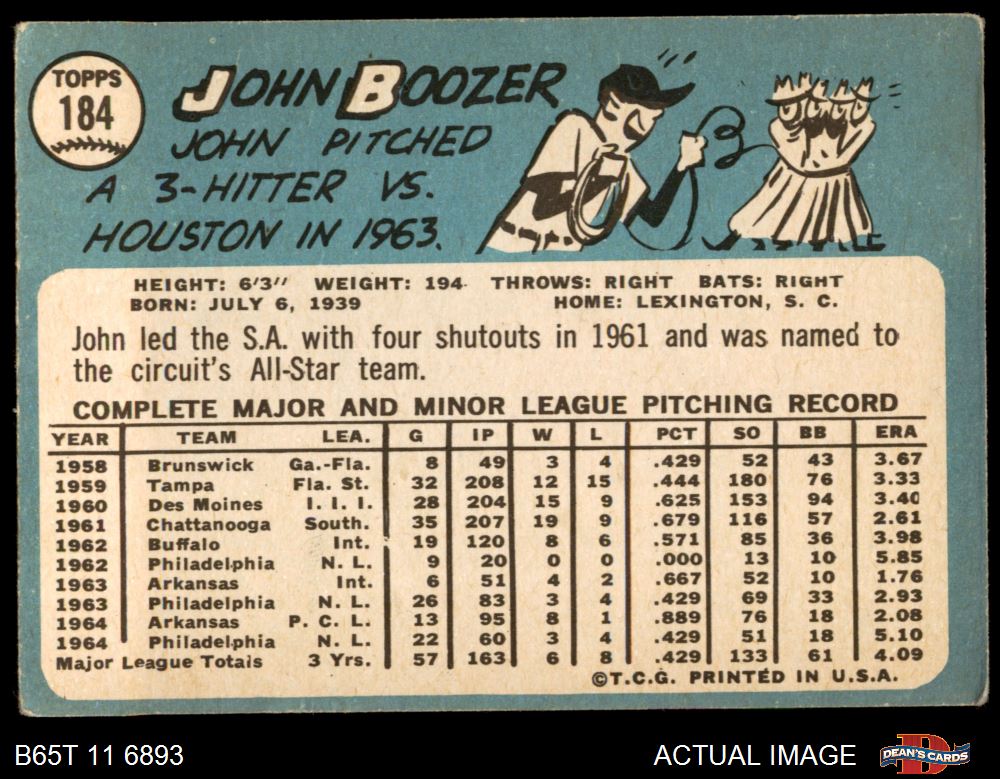 TOPPS
184
JOHN BOOZER
JOHN PITCHED
A 3-HITTER VS.
HOUSTON IN 1963.
HEIGHT: 6'3" WEIGHT: 194 THROWS: RIGHT BATS: RIGHT
BORN: JULY 6, 1939 HOME: LEXINGTON, S. C.
John led the S.A. with four shutouts in 1961 and was named to
the circuit's All-Star team.
COMPLETE MAJOR AND MINOR LEAGUE PITCHING RECORD
YEAR TEAM LEA. G IP W L PCT SO BB ERA
1958 Brunswick Ga.-Fla. 8 49 3 4 .429 52 43 3.67
1959 Tampa Fla. St. 32 208 12 15 .444 180 76 3.33
1960 Des Moines I. I. I. 28 204 15 9 .625 153 94 3.40
1961 Chattanooga South. 35 207 19 9 .679 116 57 2.61
1962 Buffalo Int. 19 120 8 6 .571 85 36 3.98
1962 Philadelphia N. L. 9 20 0 0 .000 13 10 5.85
1963 Arkansas Int. 6 51 4 2 .667 52 10 1.76
1963 Philadelphia N. L. 26 83 3 4 .429 69 33 2.93
1964 Arkansas P. C. L. 13 95 8 1 .889 76 18 2.08
1964 Philadelphia N. L. 22 60 3 4 .429 51 18 5.10
Major League Totals 3 Yrs. 57 163 6 8 .429 133 61 4.09
©T.C.G. PRINTED IN U.S.A.
B65T 11 6893 ACTUAL IMAGE DEAN'S CARDS